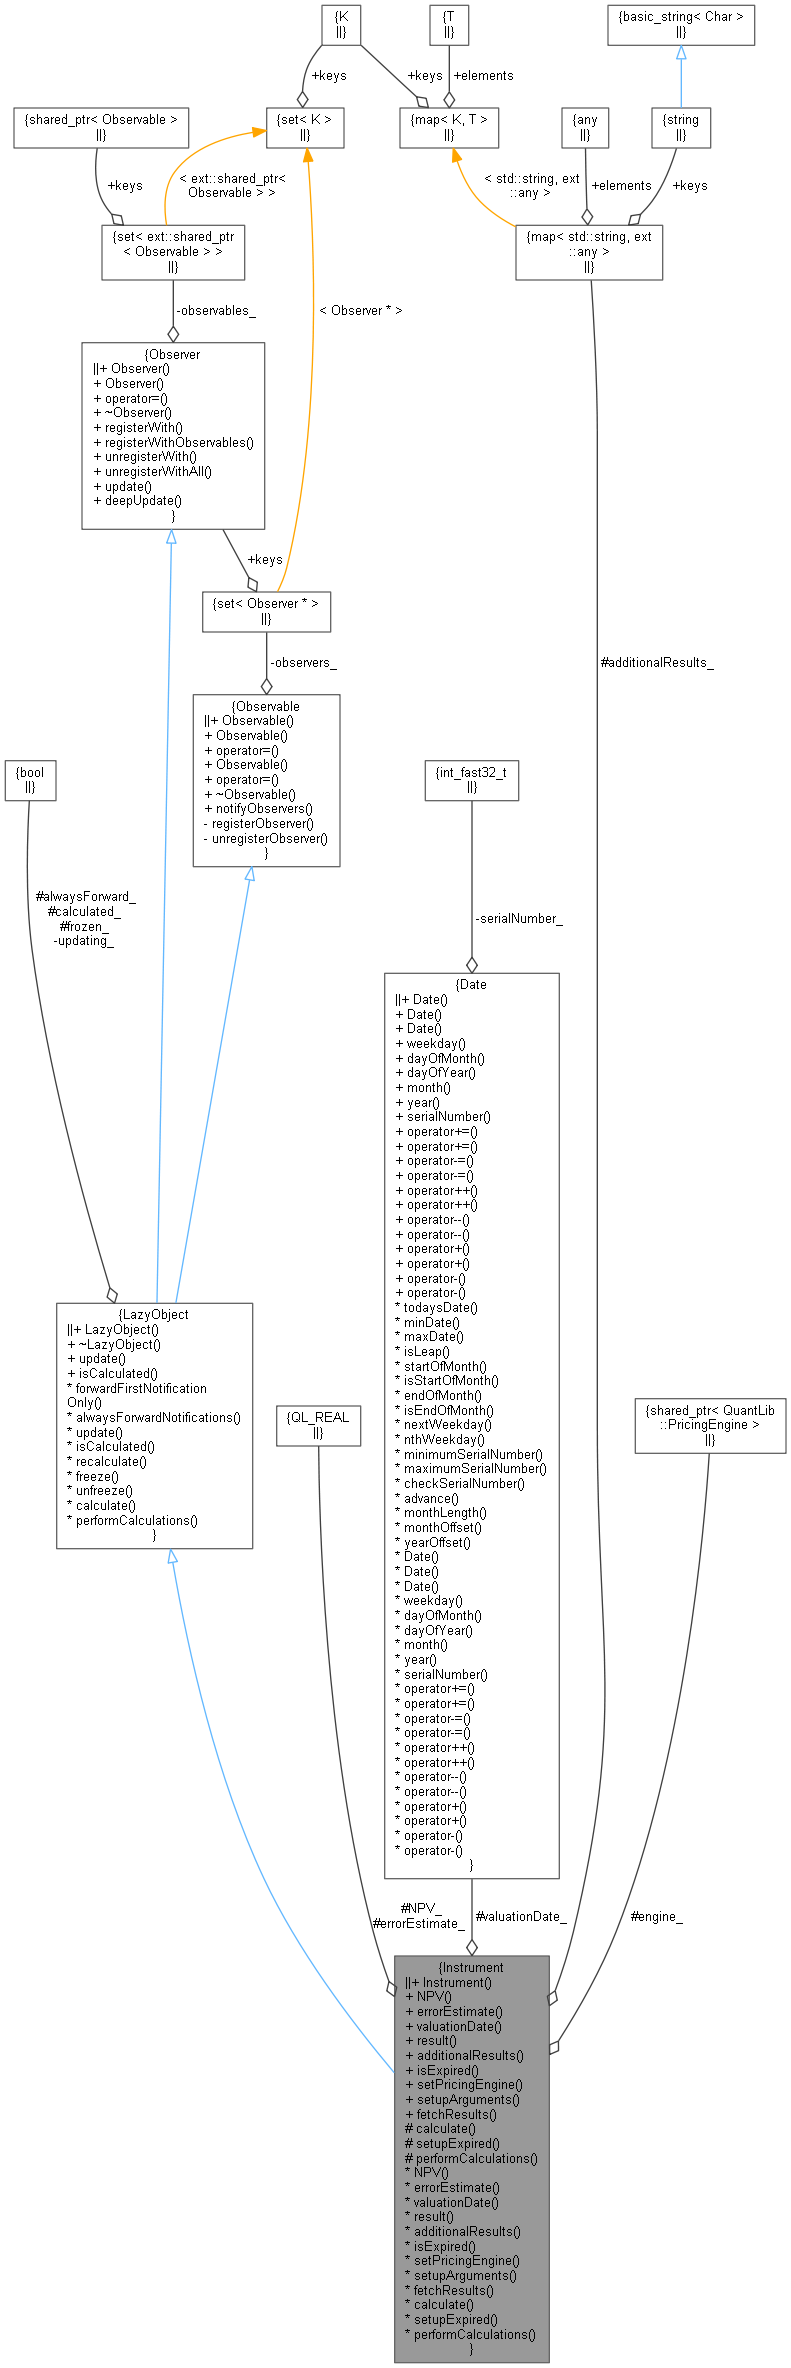 {K
||}
{T
||}
{basic_string< Char >
||}
+keys
+keys
+elements
{shared_ptr< Observable >
||}
{set< K >
||}
{map< K, T >
||}
{any
||}
{string
||}
+keys
< ext::shared_ptr<
Observable > >
< std::string, ext
::any >
+elements
+keys
{set< ext::shared_ptr
< Observable > >
||}
{map< std::string, ext
::any >
||}
-observables_
< Observer * >
{Observer
||+ Observer()
+ Observer()
+ operator=()
+ ~Observer()
+ registerWith()
+ registerWithObservables()
+ unregisterWith()
+ unregisterWithAll()
+ update()
+ deepUpdate()
}
+keys
{set< Observer * >
||}
-observers_
#additionalResults_
{Observable
||+ Observable()
+ Observable()
+ operator=()
+ Observable()
+ operator=()
+ ~Observable()
+ notifyObservers()
- registerObserver()
- unregisterObserver()
}
{bool
||}
{int_fast32_t
||}
#alwaysForward_
#calculated_
#frozen_
-updating_
-serialNumber_
{Date
||+ Date()
+ Date()
+ Date()
+ weekday()
+ dayOfMonth()
+ dayOfYear()
+ month()
+ year()
+ serialNumber()
+ operator+=()
+ operator+=()
+ operator-=()
+ operator-=()
+ operator++()
+ operator++()
+ operator--()
+ operator--()
+ operator+()
+ operator+()
+ operator-()
+ operator-()
* todaysDate()
* minDate()
* maxDate()
* isLeap()
* startOfMonth()
* isStartOfMonth()
* endOfMonth()
* isEndOfMonth()
* nextWeekday()
* nthWeekday()
* minimumSerialNumber()
* maximumSerialNumber()
* checkSerialNumber()
* advance()
* monthLength()
* monthOffset()
* yearOffset()
* Date()
* Date()
* Date()
* weekday()
* dayOfMonth()
* dayOfYear()
* month()
* year()
* serialNumber()
* operator+=()
* operator+=()
* operator-=()
* operator-=()
* operator++()
* operator++()
* operator--()
* operator--()
* operator+()
* operator+()
* operator-()
* operator-()
}
{LazyObject
||+ LazyObject()
+ ~LazyObject()
+ update()
+ isCalculated()
* forwardFirstNotification
Only()
* alwaysForwardNotifications()
* update()
* isCalculated()
* recalculate()
* freeze()
* unfreeze()
* calculate()
* performCalculations()
}
{QL_REAL
||}
{shared_ptr< QuantLib
::PricingEngine >
||}
#NPV_
#errorEstimate_
#valuationDate_
#engine_
{Instrument
||+ Instrument()
+ NPV()
+ errorEstimate()
+ valuationDate()
+ result()
+ additionalResults()
+ isExpired()
+ setPricingEngine()
+ setupArguments()
+ fetchResults()
# calculate()
# setupExpired()
# performCalculations()
* NPV()
* errorEstimate()
* valuationDate()
* result()
* additionalResults()
* isExpired()
* setPricingEngine()
* setupArguments()
* fetchResults()
* calculate()
* setupExpired()
* performCalculations()
}